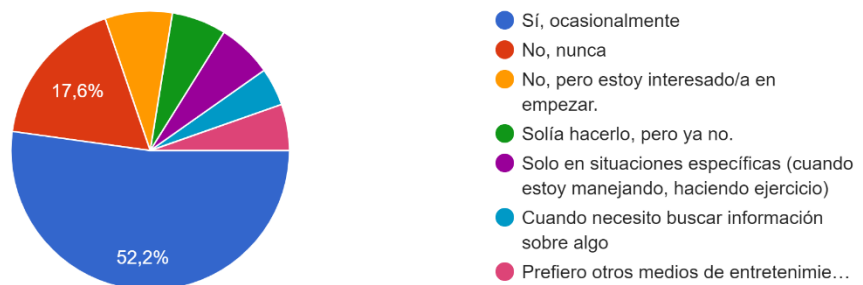 Sí, ocasionalmente
No, nunca
No, pero estoy interesado/a en
empezar.
Solía hacerlo, pero ya no.
Solo en situaciones específicas (cuando
estoy manejando, haciendo ejercicio)
Cuando necesito buscar información
sobre algo
Prefiero otros medios de entretenimie…
17,6%
52,2%